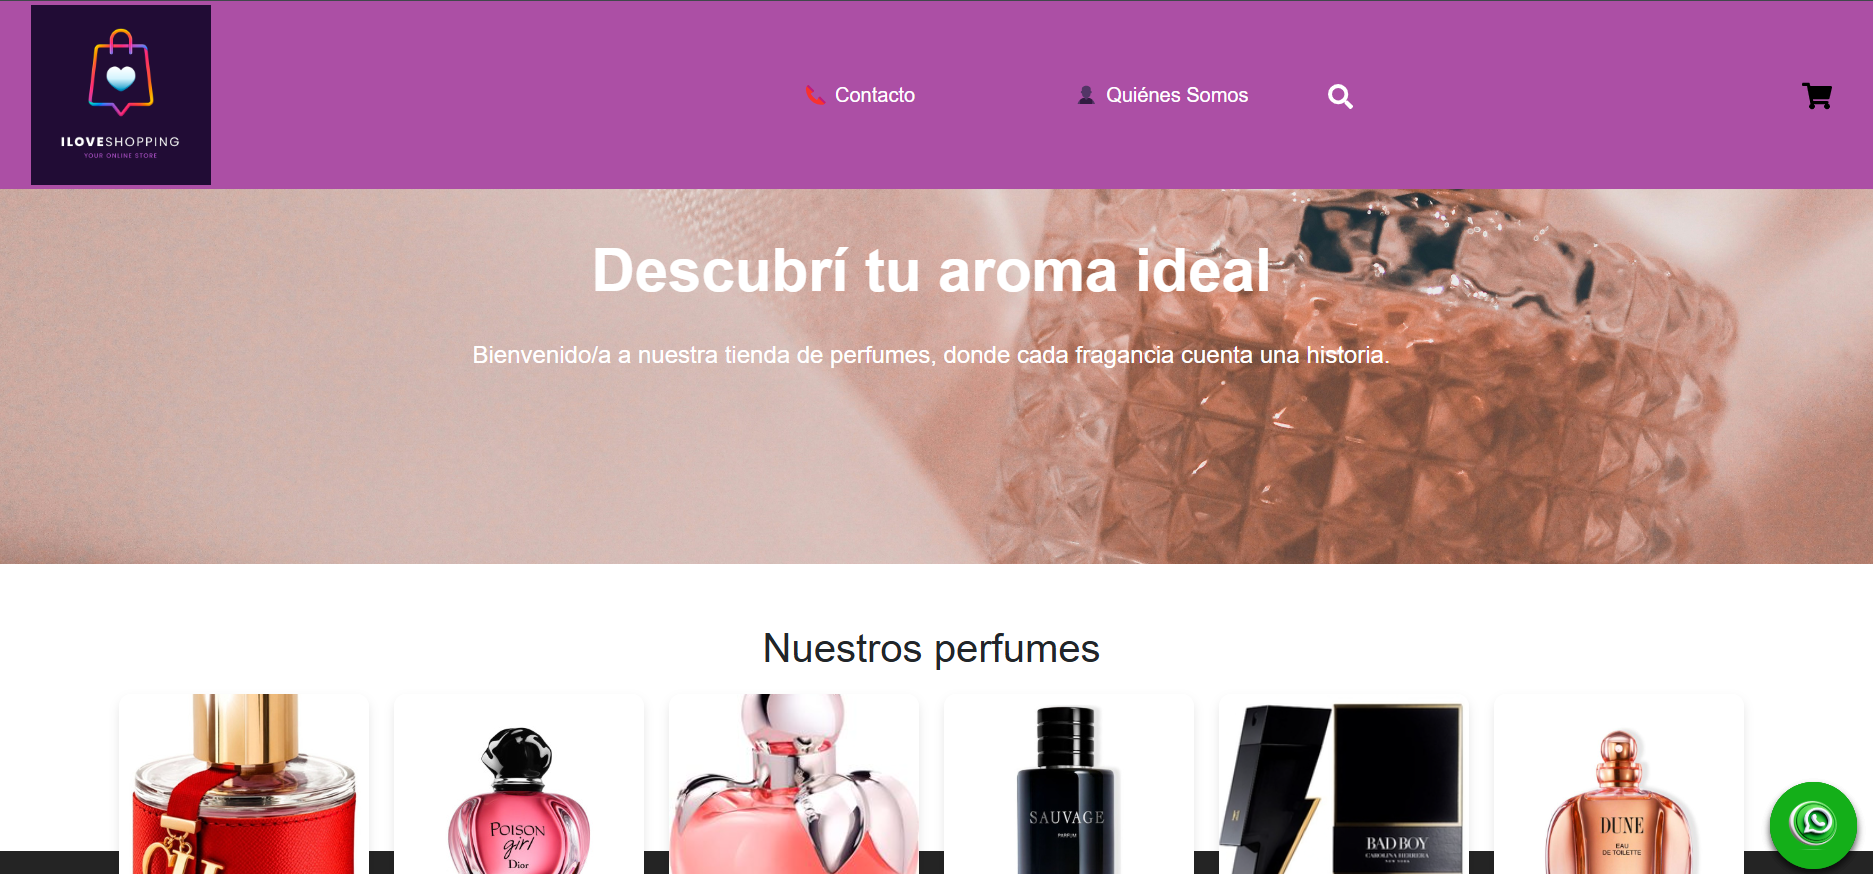 ILOVESHOPPING
YOUR ONLINE STORE
Contacto
Quiénes Somos
Descubrí tu aroma ideal
Bienvenido/a a nuestra tienda de perfumes, donde cada fragancia cuenta una historia.
Nuestros perfumes
CH
POISON
girl
Dior
SAUVAGE
PARFUM
BAD BOY
CAROLINA HERRERA
NEW YORK
DUNE
EAU
DE TOILETTE